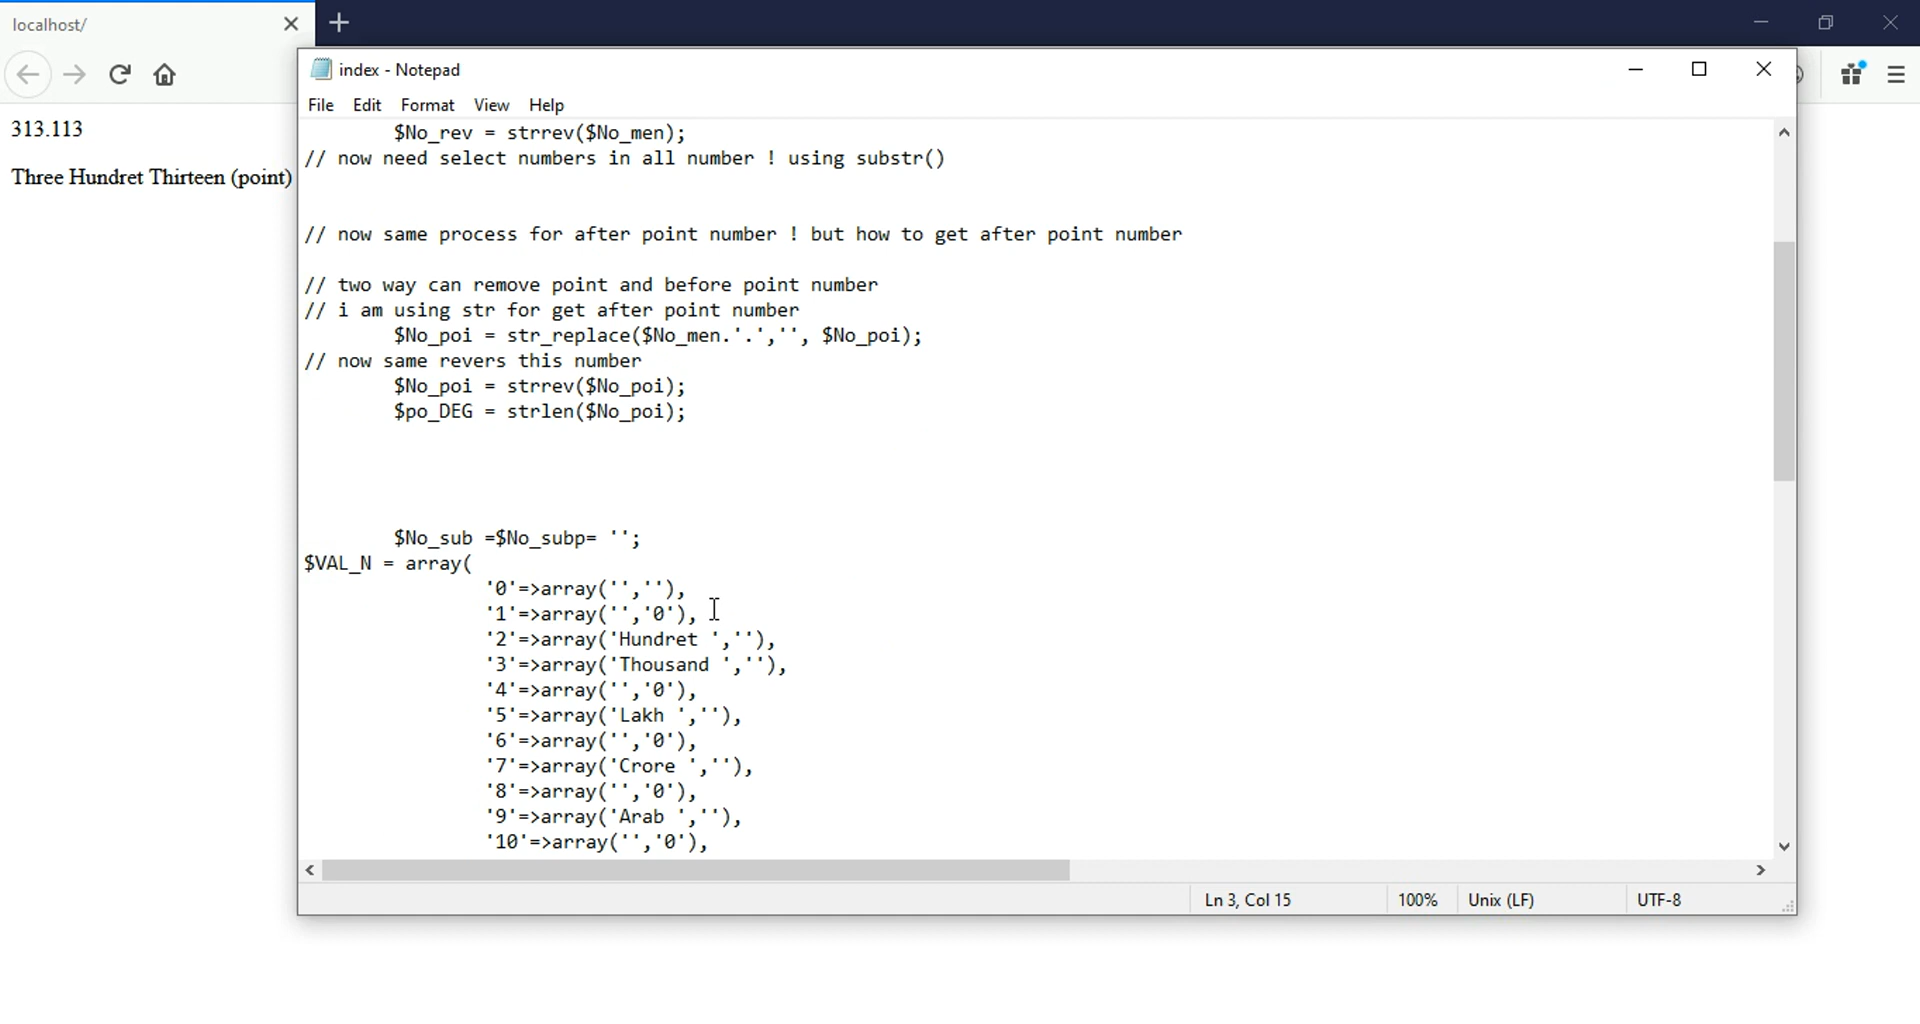 localhost/
index - Notepad
File Edit Format View Help
313.113
Three Hundret Thirteen (point)
$No_rev = strrev($No_men);
// now need select numbers in all number ! using substr()
// now same process for after point number ! but how to get after point number
// two way can remove point and before point number
// i am using str for get after point number
$No_poi = str_replace($No_men.'.','', $No_poi);
// now same revers this number
$No_poi = strrev($No_poi);
$po_DEG = strlen($No_poi);
$No_sub =$No_subp= '';
$VAL_N = array(
'0'=>array('',''),
'1'=>array('','0'),
'2'=>array('Hundret ',''),
'3'=>array('Thousand ',''),
'4'=>array('','0'),
'5'=>array('Lakh ',''),
'6'=>array('','0'),
'7'=>array('Crore ',''),
'8'=>array('','0'),
'9'=>array('Arab ',''),
'10'=>array('','0'),
Ln 3, Col 15 100% Unix (LF) UTF-8